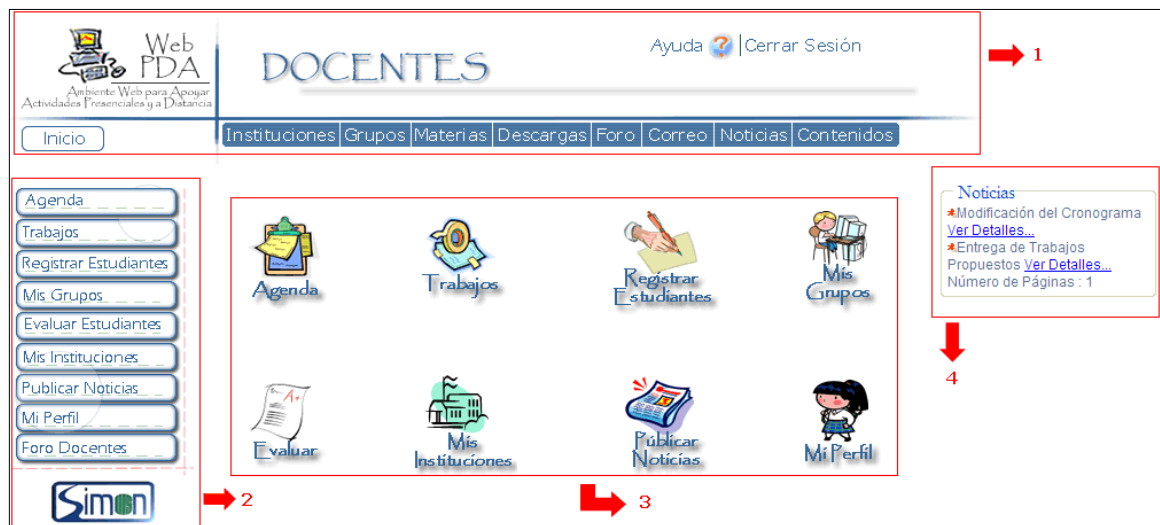 Web
PDA
Ambiente Web para Apoyar
Actividades Presenciales y a Distancia
DOCENTES
Ayuda ? | Cerrar Sesión
1
Inicio
Instituciones Grupos Materias Descargas Foro Correo Noticias Contenidos
Agenda
Trabajos
Registrar Estudiantes
Mis Grupos
Evaluar Estudiantes
Mis Instituciones
Publicar Noticias
Mi Perfil
Foro Docentes
Simon
2
Agenda
Trabajos
Registrar
Estudiantes
Mis
Grupos
A+
Evaluar
Mis
Instituciones
Públicar
Noticias
Mi Perfil
3
Noticias
*Modificación del Cronograma
Ver Detalles...
*Entrega de Trabajos
Propuestos Ver Detalles...
Número de Páginas : 1
4